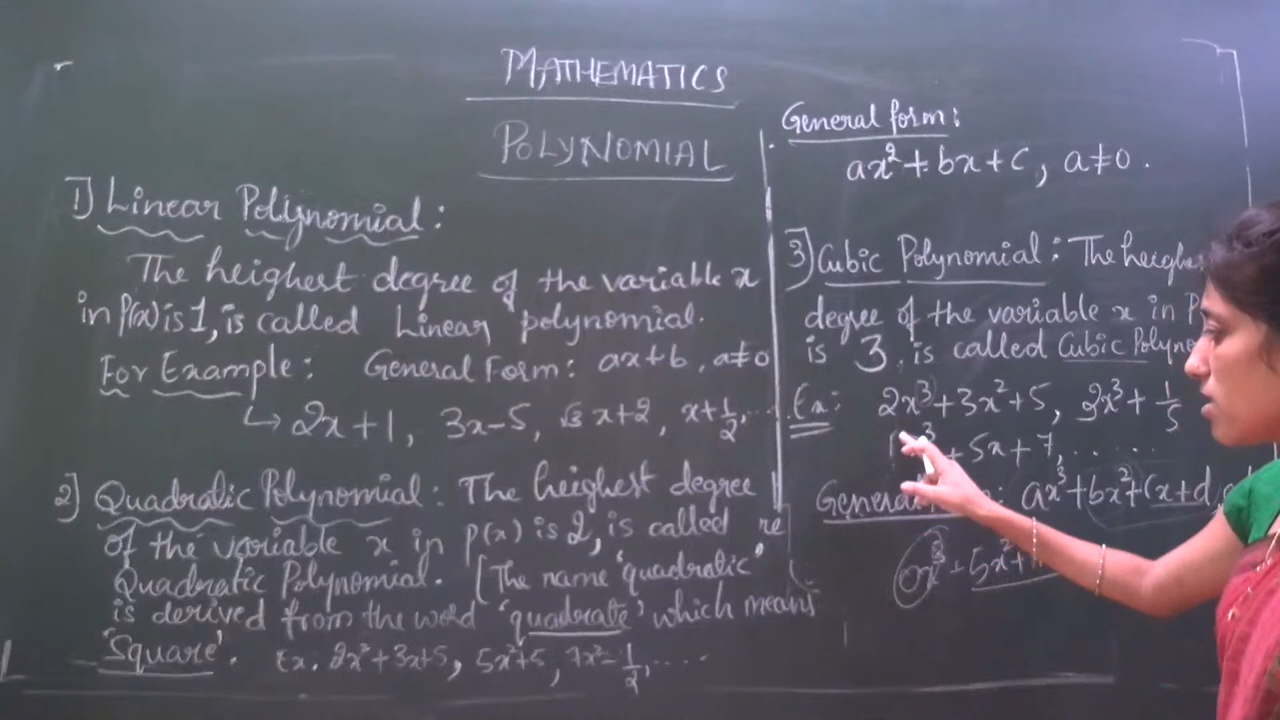 MATHEMATICS
POLYNOMIAL
1] Linear Polynomial:
The heighest degree of the variable x
in P(x) is 1, is called Linear polynomial.
For Example: General Form: ax+b, a≠0
↳ 2x+1, 3x-5, √3 x+2, x+1/2, ....
2] Quadratic Polynomial: The heighest degree
of the variable x in p(x) is 2, is called
Quadratic Polynomial. [The name 'quadratic'
is derived from the word 'quadrate' which means
'Square'. Ex. 2x²+3x+5, 5x²+5, 7x²-1/2, ....
General form:
ax²+bx+c, a≠0.
3] Cubic Polynomial: The
degree of the variable x in
is 3, is called Cubic
Ex: 2x³+3x²+5, 2x³+1/5
+5x+7, .....
ax³+bx²+cx+d